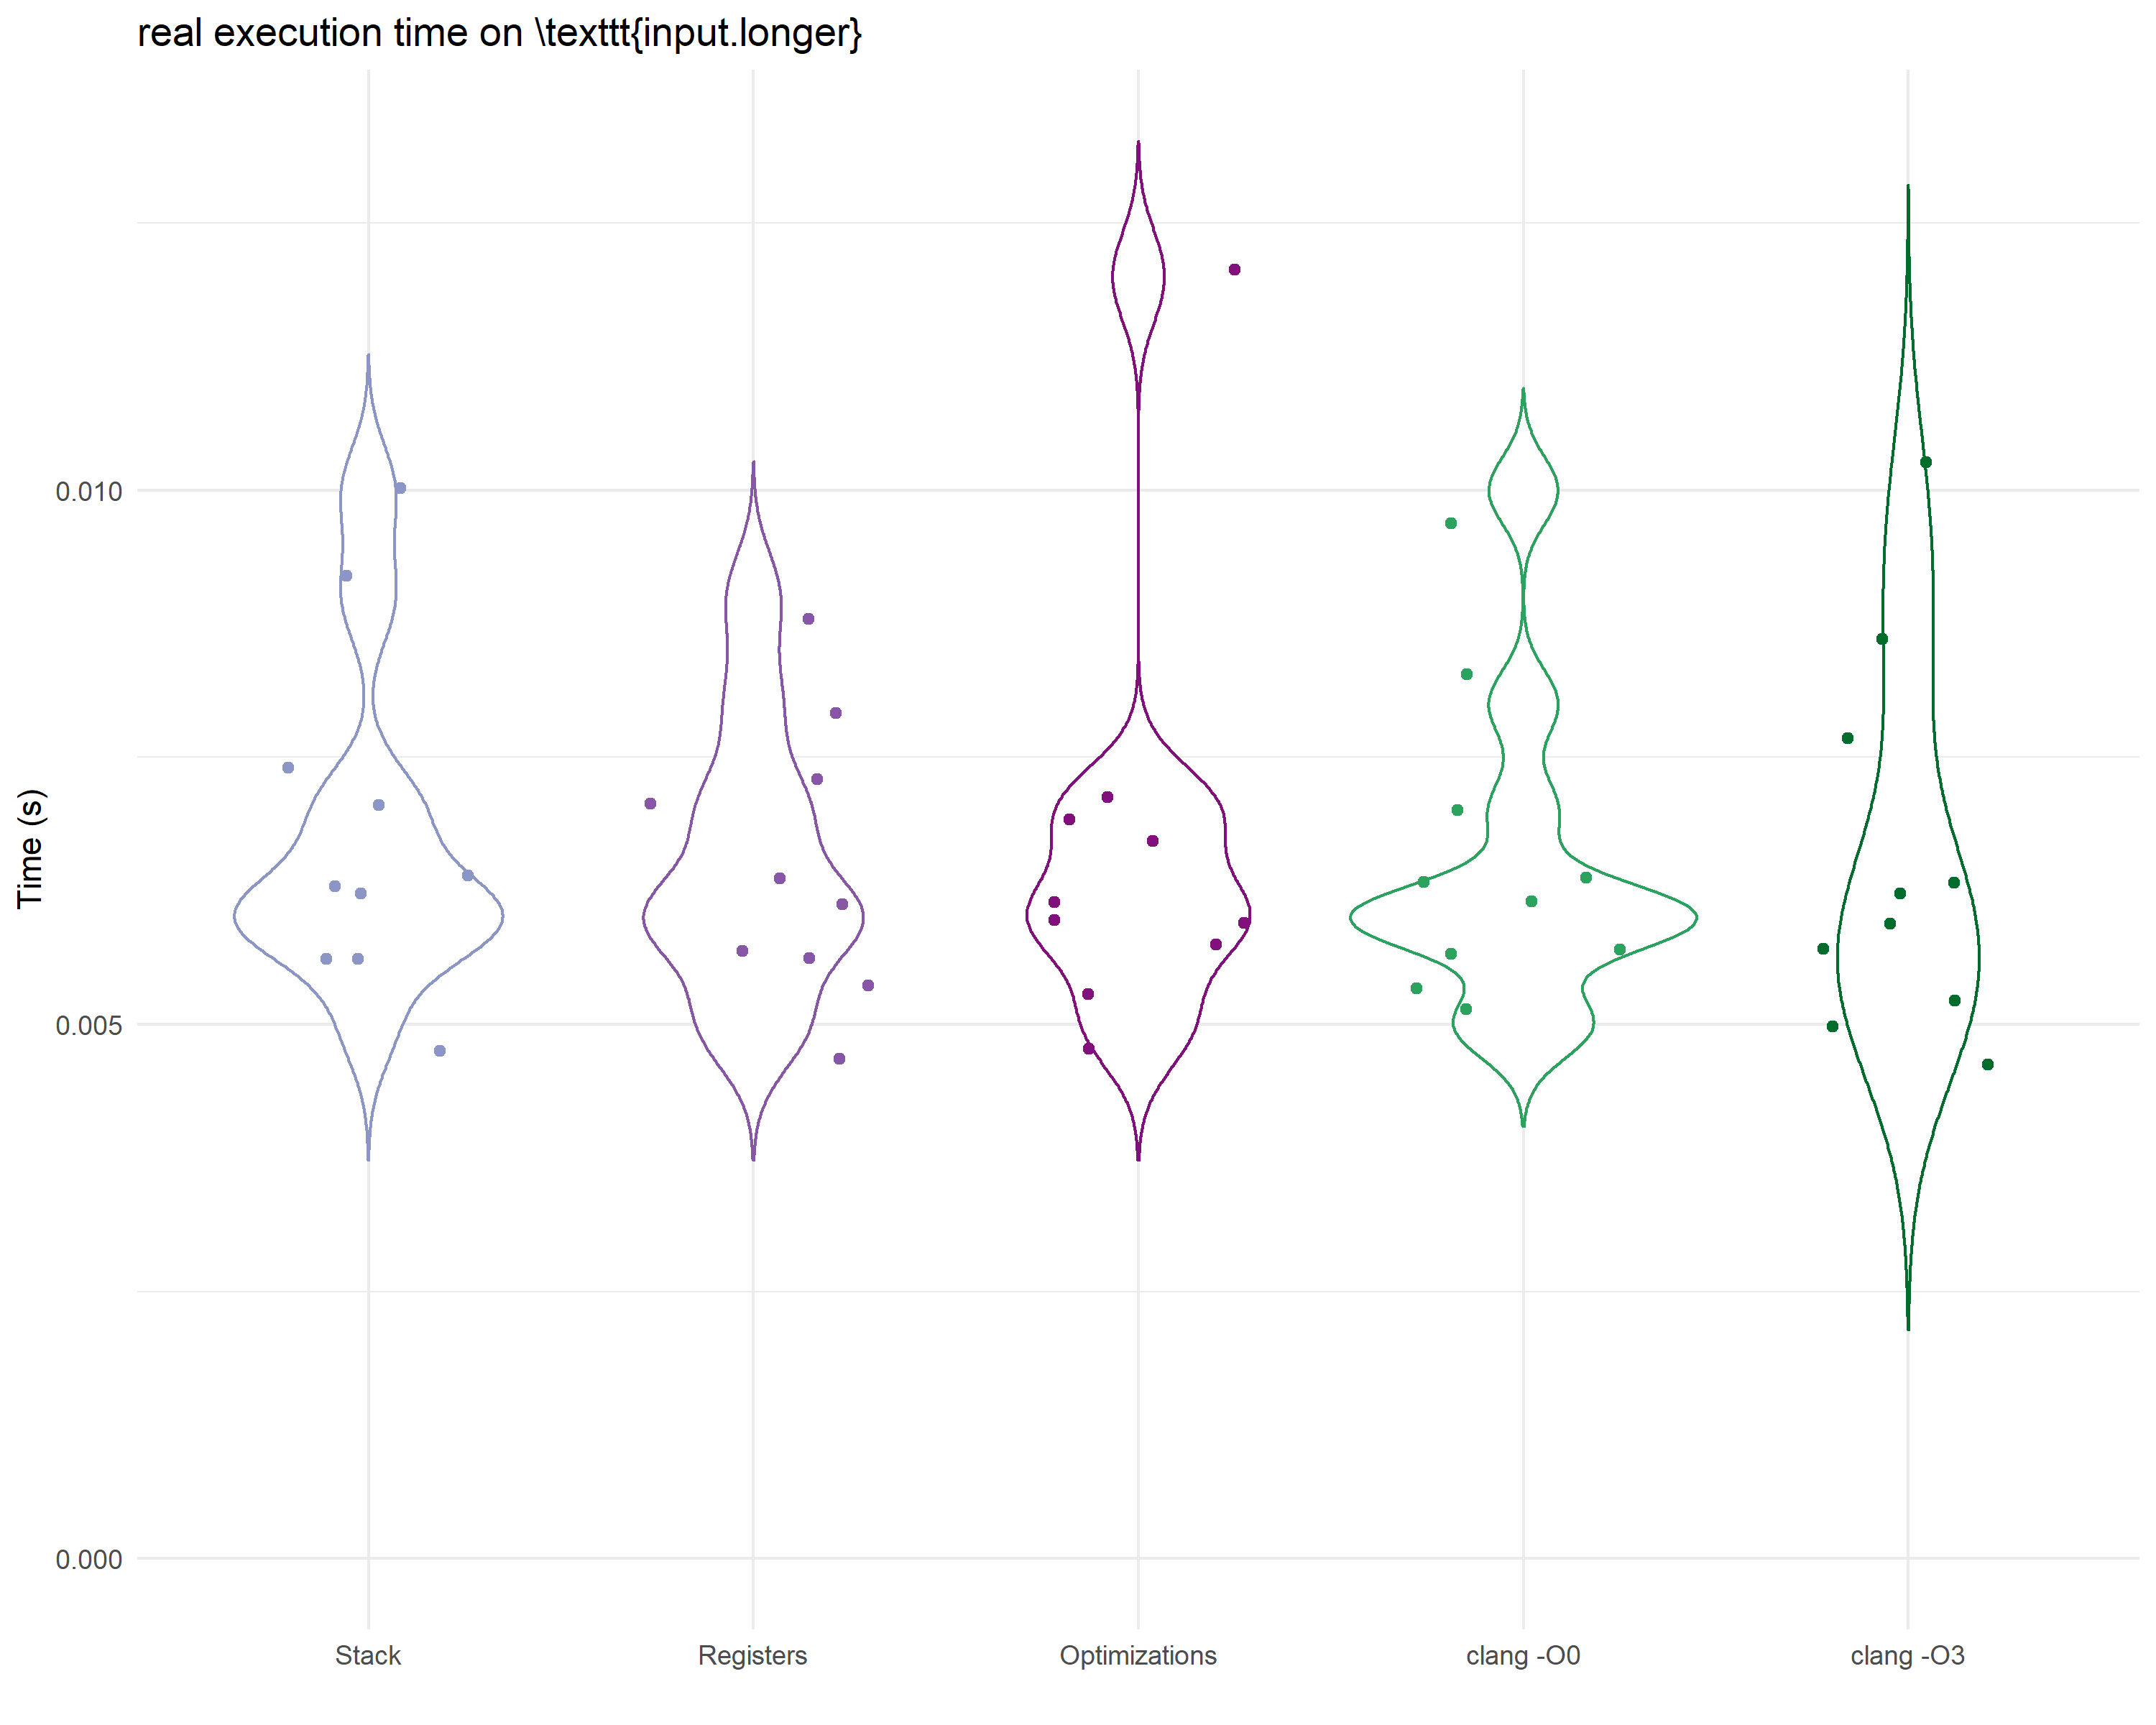 real execution time on \texttt{input.longer}
Time (s)
0.010
0.005
0.000
Stack
Registers
Optimizations
clang -O0
clang -O3